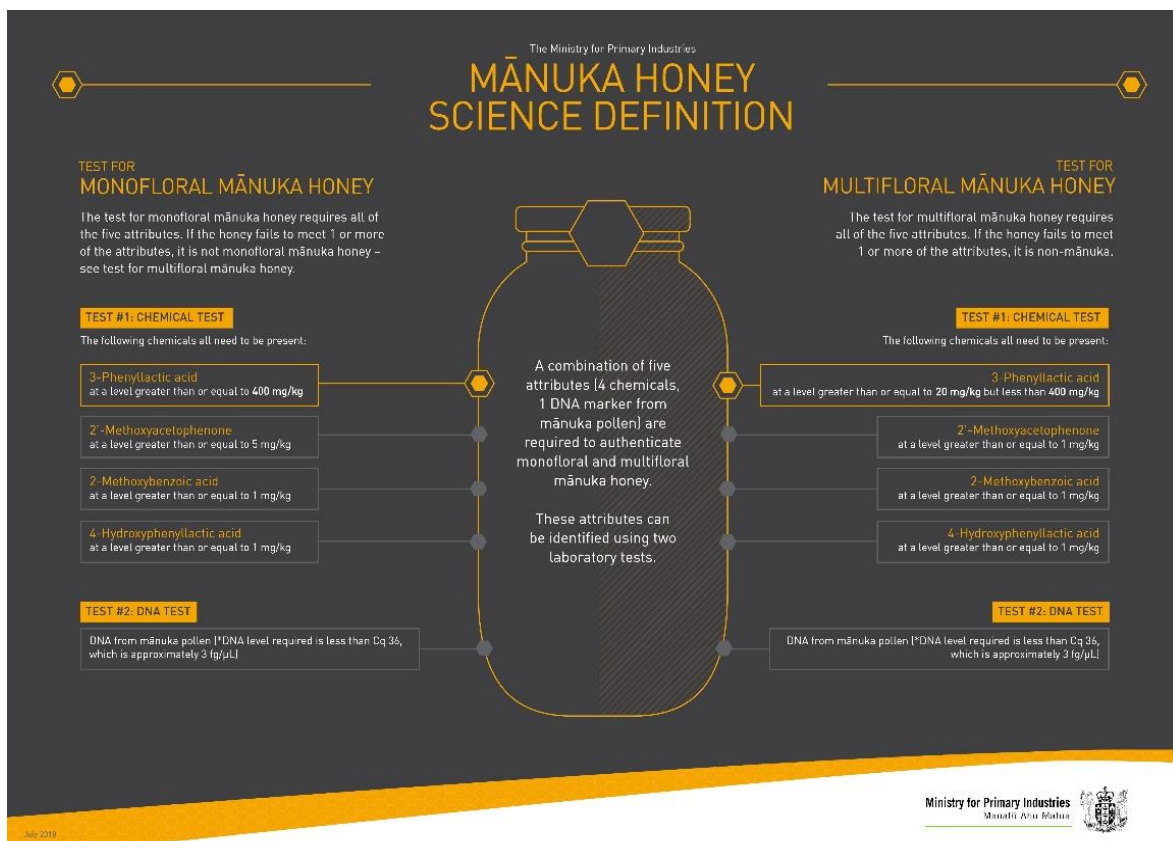 The Ministry for Primary Industries
MĀNUKA HONEY
SCIENCE DEFINITION
TEST FOR
MONOFLORAL MĀNUKA HONEY
The test for monofloral mānuka honey requires all of
the five attributes. If the honey fails to meet 1 or more
of the attributes, it is not monofloral mānuka honey –
see test for multifloral mānuka honey.
TEST #1: CHEMICAL TEST
The following chemicals all need to be present:
3-Phenyllactic acid
at a level greater than or equal to 400 mg/kg
2'-Methoxyacetophenone
at a level greater than or equal to 5 mg/kg
2-Methoxybenzoic acid
at a level greater than or equal to 1 mg/kg
4-Hydroxyphenyllactic acid
at a level greater than or equal to 1 mg/kg
TEST #2: DNA TEST
DNA from mānuka pollen (*DNA level required is less than Cq 36,
which is approximately 3 fg/µL)
A combination of five
attributes (4 chemicals,
1 DNA marker from
mānuka pollen) are
required to authenticate
monofloral and multifloral
mānuka honey.
These attributes can
be identified using two
laboratory tests.
TEST FOR
MULTIFLORAL MĀNUKA HONEY
The test for multifloral mānuka honey requires
all of the five attributes. If the honey fails to meet
1 or more of the attributes, it is non-mānuka.
TEST #1: CHEMICAL TEST
The following chemicals all need to be present:
3-Phenyllactic acid
at a level greater than or equal to 20 mg/kg but less than 400 mg/kg
2'-Methoxyacetophenone
at a level greater than or equal to 1 mg/kg
2-Methoxybenzoic acid
at a level greater than or equal to 1 mg/kg
4-Hydroxyphenyllactic acid
at a level greater than or equal to 1 mg/kg
TEST #2: DNA TEST
DNA from mānuka pollen (*DNA level required is less than Cq 36,
which is approximately 3 fg/µL)
Ministry for Primary Industries
Manatū Ahu Matua